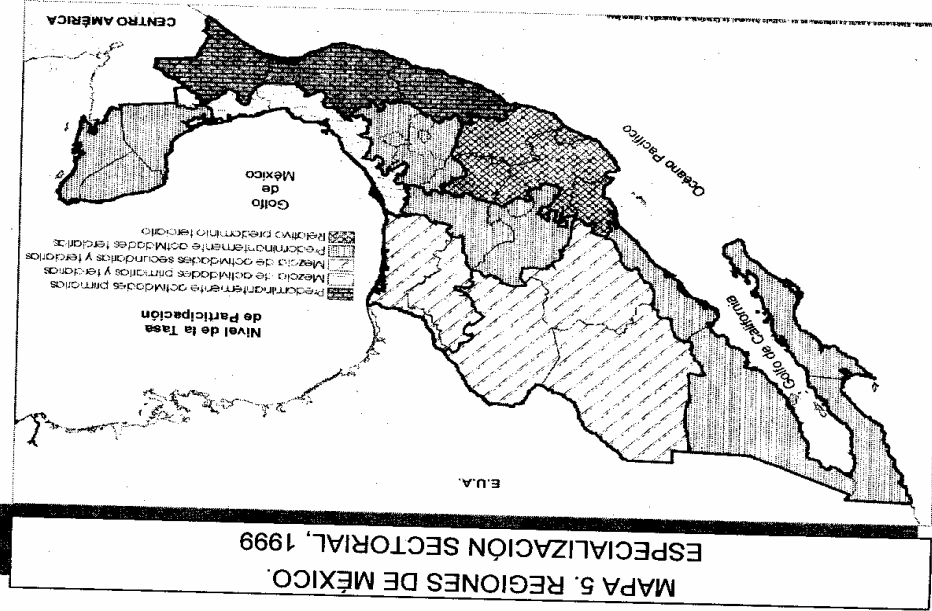 MAPA 5. REGIONES DE MÉXICO.
ESPECIALIZACIÓN SECTORIAL, 1999
E.U.A.
Golfo de California
Océano Pacífico
Nivel de la Tasa
de Participación
Predominantemente actividades primarias
Mezcla de actividades primarias y terciarias
Mezcla de actividades secundarias y terciarias
Predominantemente actividades terciarias
Relativo predominio terciario
Golfo
de
México
CENTRO AMÉRICA